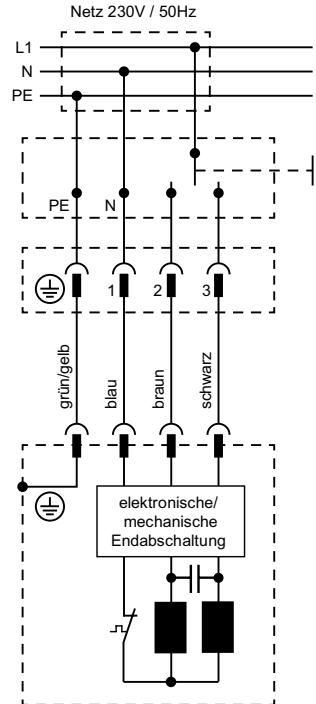 Netz 230V / 50Hz
L1
N
PE
PE N
1 2 3
grün/gelb
blau
braun
schwarz
elektronische/
mechanische
Endabschaltung